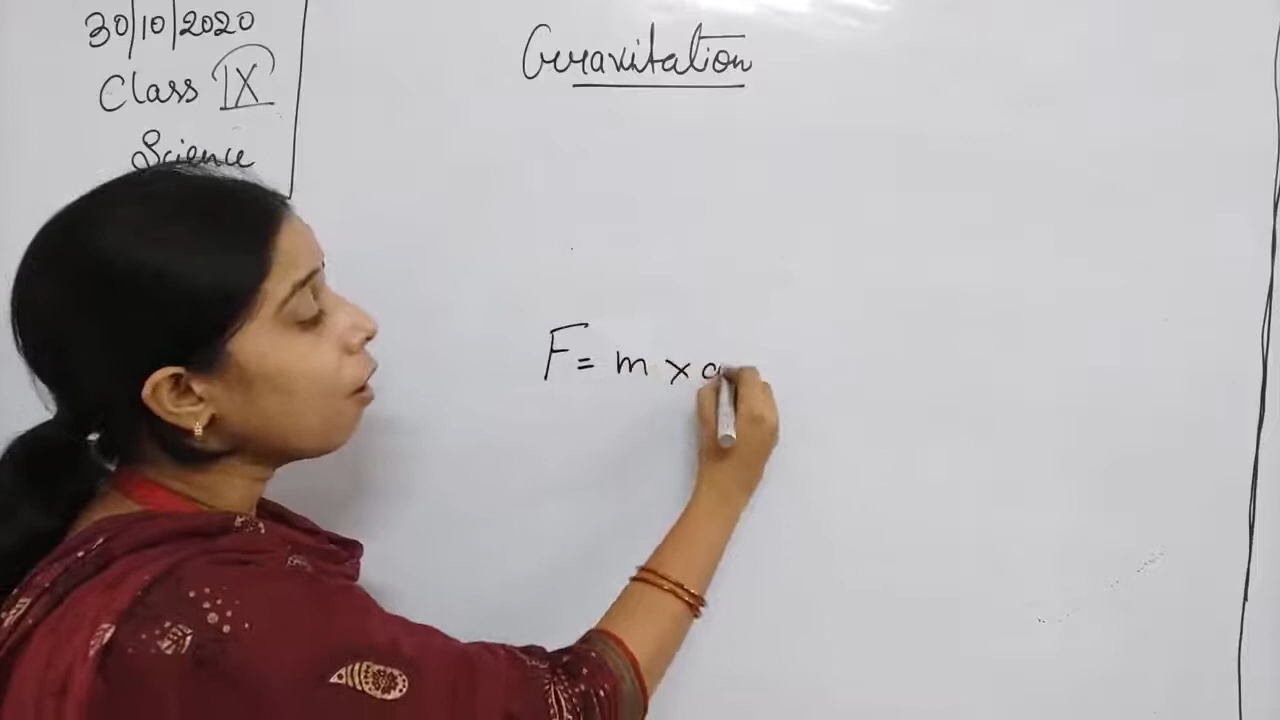 30/10/2020
Class IX
Science
Gravitation
F = m × a